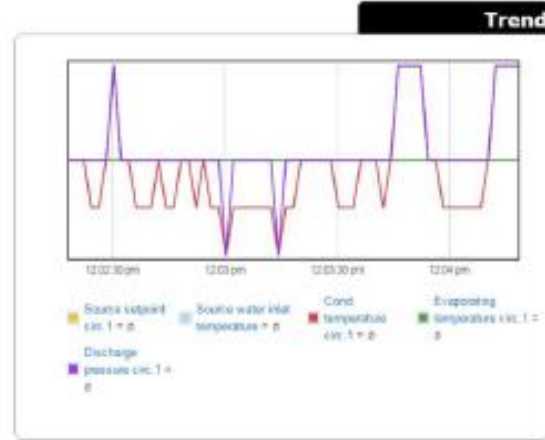 Trend
12:02:30 pm 12:03 pm 12:03:30 pm 12:04 pm
Source setpoint Source water inlet Cond. Evaporating
circ. 1 = temperature = temperature temperature circ. 1 =
circ. 1 =
Discharge
pressure circ. 1 =